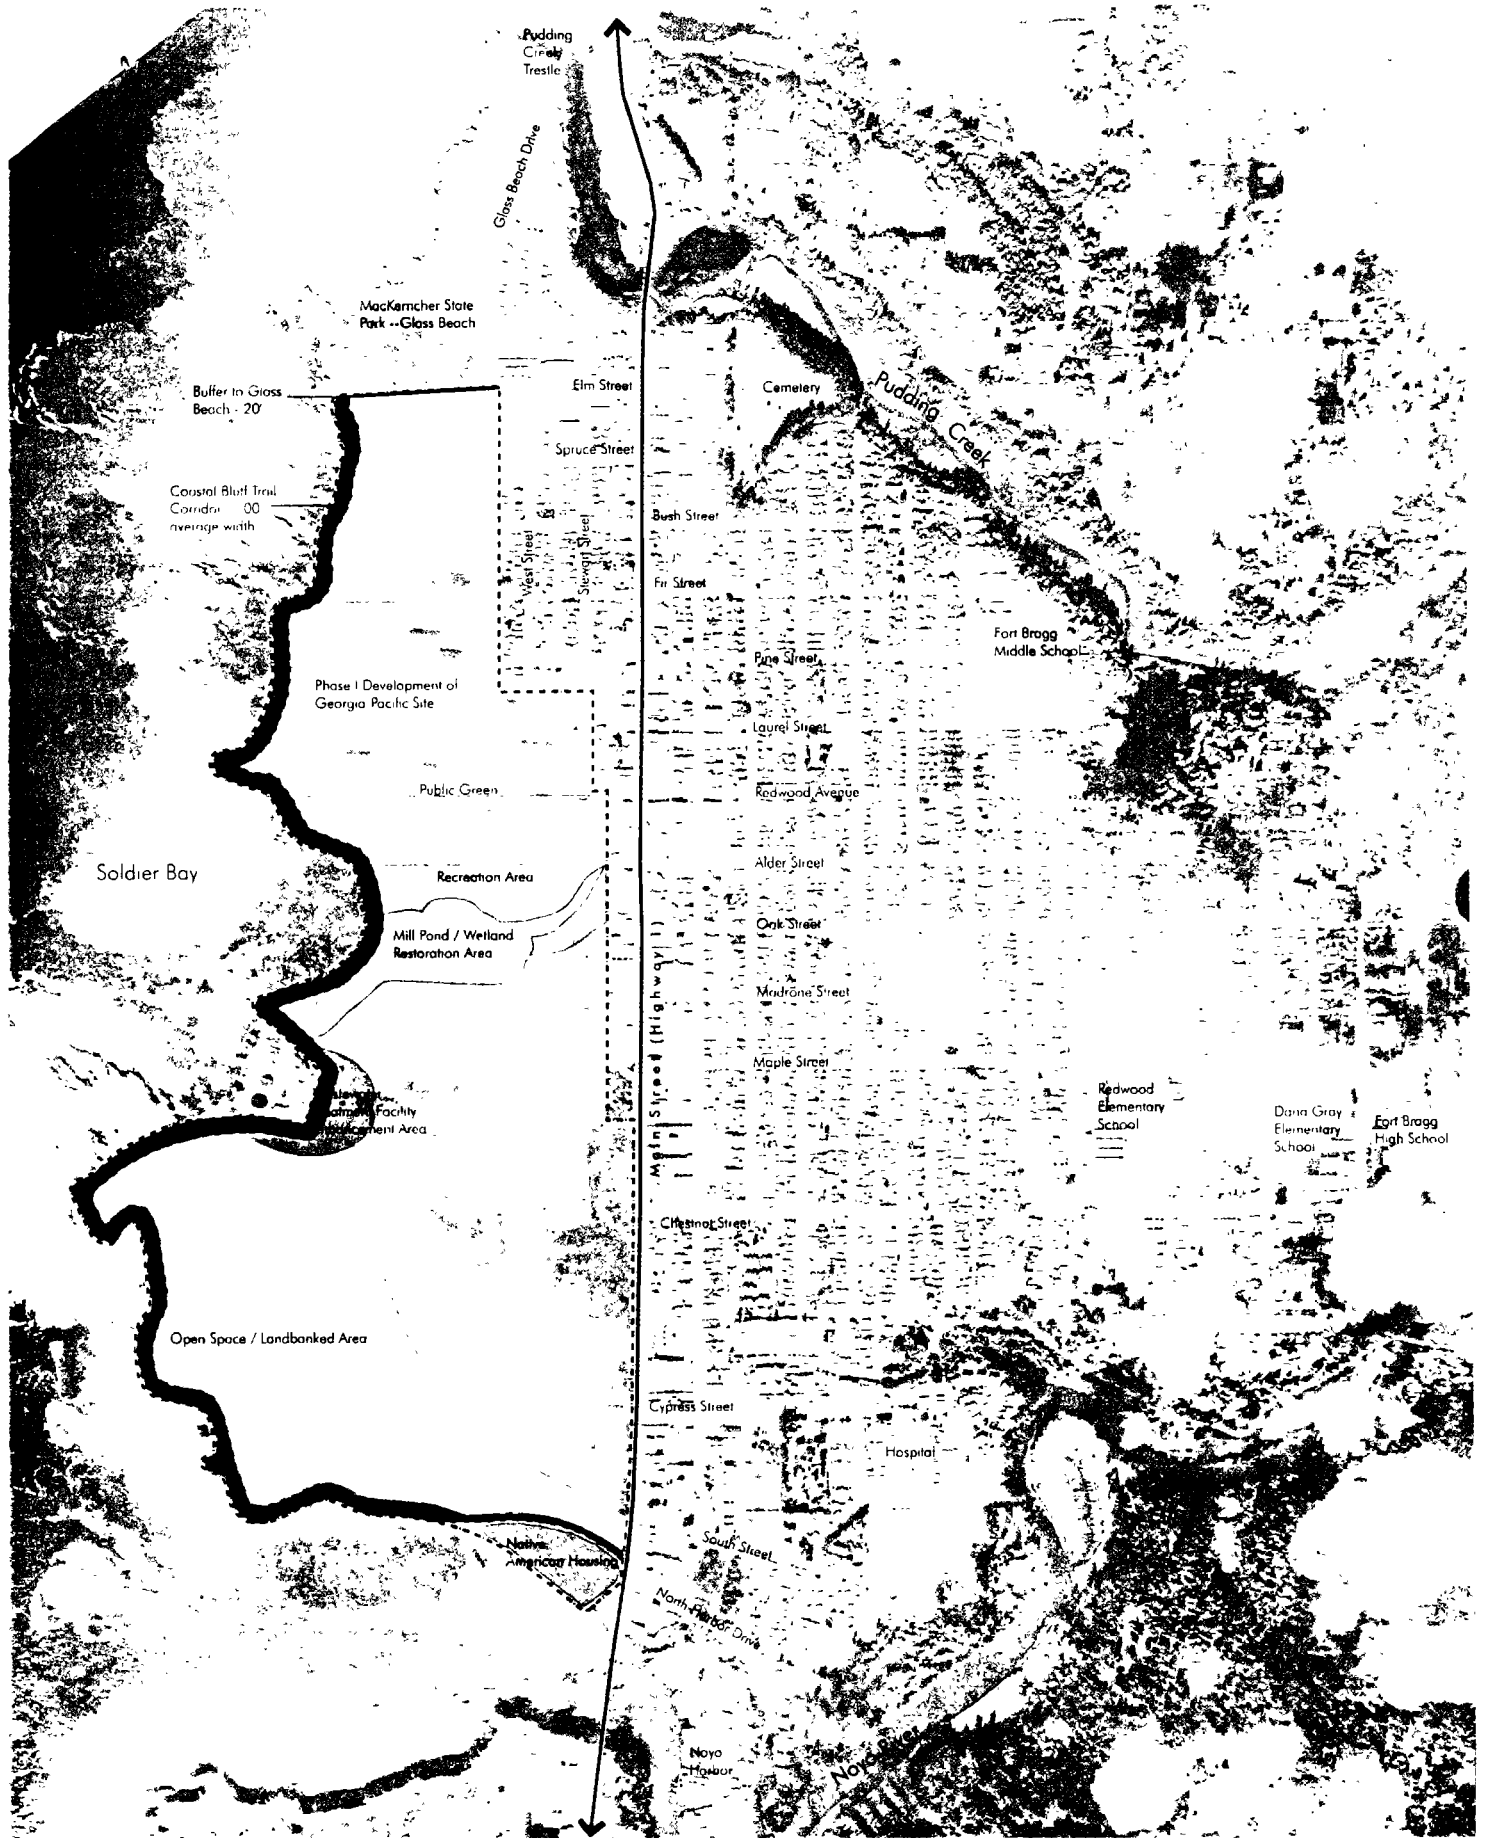 Pudding
Creek
Trestle
Glass Beach Drive
MacKerricher State
Park --Glass Beach
Buffer to Glass
Beach - 20'
Elm Street
Cemetery
Pudding Creek
Spruce Street
Coastal Bluff Trail
Corridor 00
average width
Bush Street
West Street
Stewart Street
Fir Street
Fort Bragg
Middle School
Pine Street
Phase I Development of
Georgia Pacific Site
Laurel Street
Public Green
Redwood Avenue
Soldier Bay
Recreation Area
Alder Street
Mill Pond / Wetland
Restoration Area
Oak Street
Main Street (Highway 1)
Madrone Street
Maple Street
Facility
Area
Redwood
Elementary
School
Dana Gray
Elementary
School
Fort Bragg
High School
Chestnut Street
Open Space / Landbanked Area
Cypress Street
Hospital
Native
American Housing
South Street
North Harbor Drive
Noyo
Harbor
Noyo River